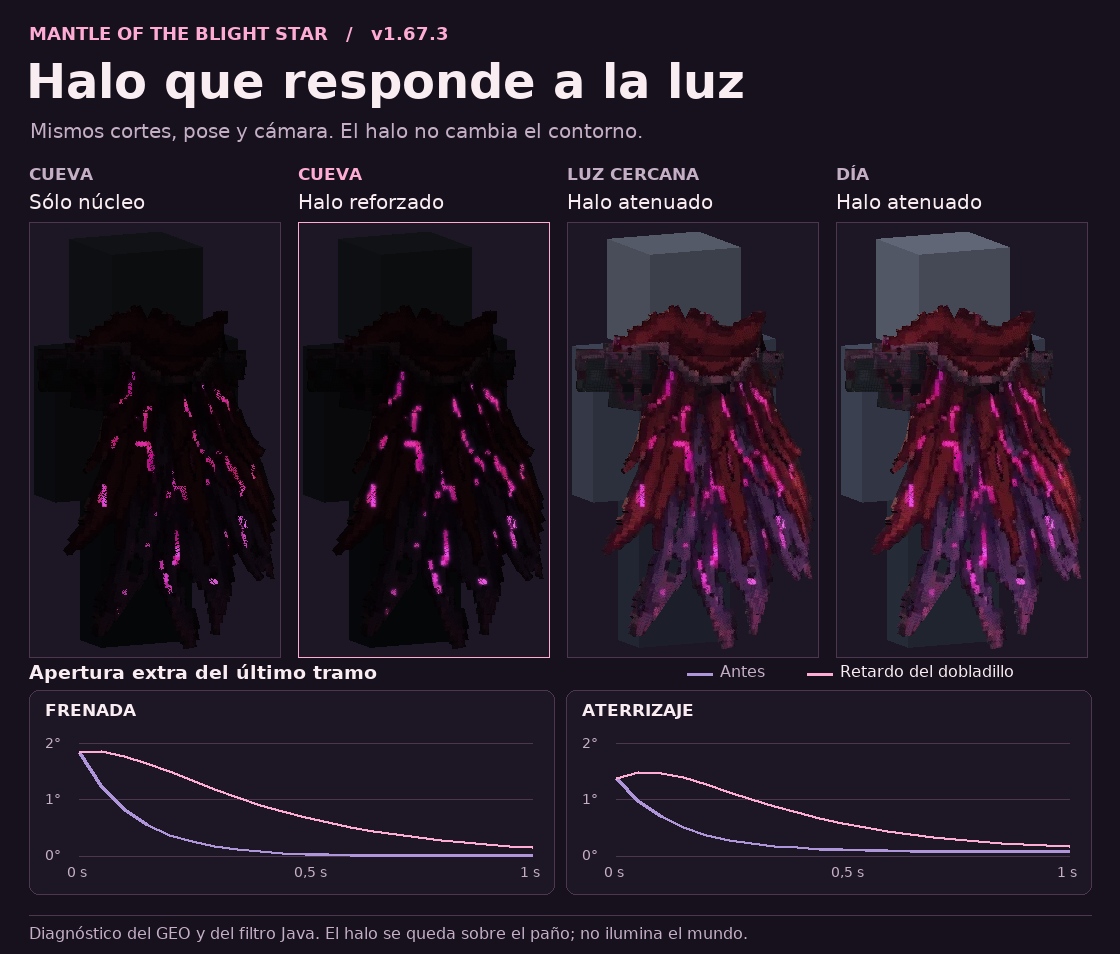 MANTLE OF THE BLIGHT STAR / v1.67.3
Halo que responde a la luz
Mismos cortes, pose y cámara. El halo no cambia el contorno.
CUEVA
Sólo núcleo
CUEVA
Halo reforzado
LUZ CERCANA
Halo atenuado
DÍA
Halo atenuado
Apertura extra del último tramo
Antes
Retardo del dobladillo
FRENADA
2°
1°
0°
0 s
0,5 s
1 s
ATERRIZAJE
2°
1°
0°
0 s
0,5 s
1 s
Diagnóstico del GEO y del filtro Java. El halo se queda sobre el paño; no ilumina el mundo.